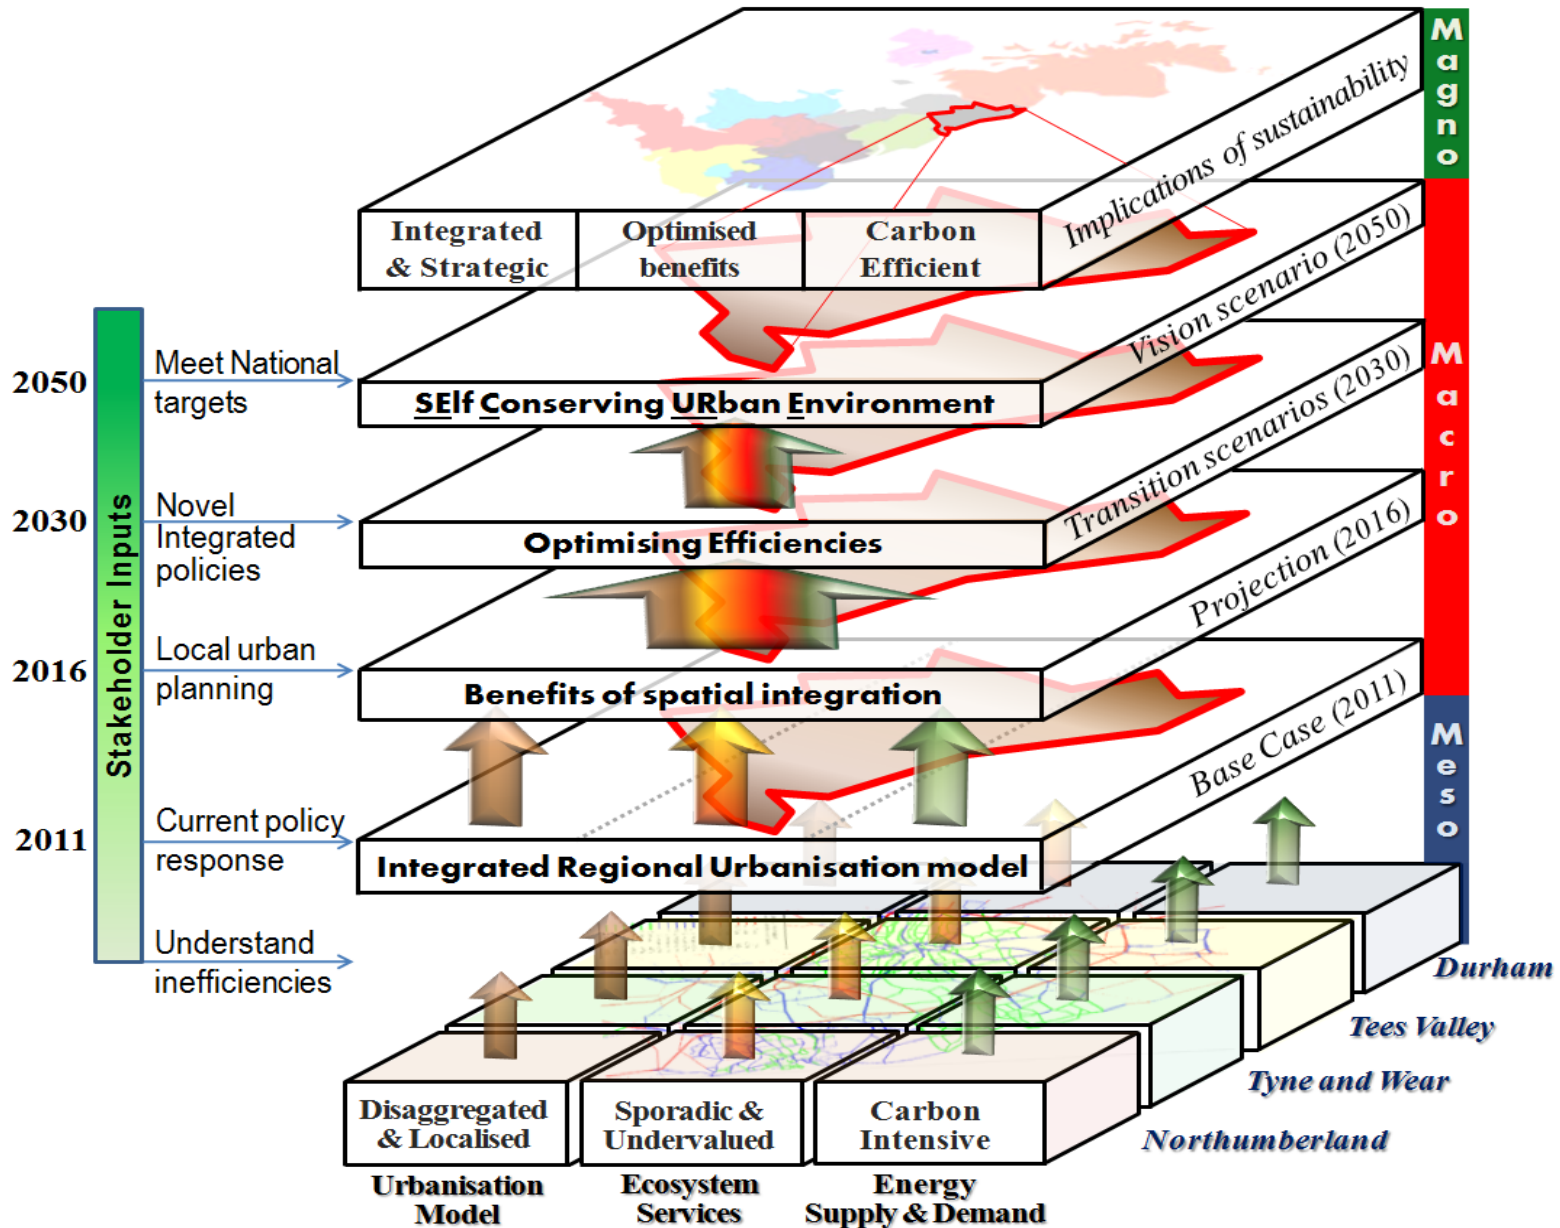 Magno
Implications of sustainability
Integrated
& Strategic
Optimised
benefits
Carbon
Efficient
Macro
Vision scenario (2050)
2050
Meet National
targets
SElf Conserving URban Environment
Transition scenarios (2030)
2030
Novel
Integrated
policies
Optimising Efficiencies
Stakeholder Inputs
Projection (2016)
2016
Local urban
planning
Benefits of spatial integration
Meso
Base Case (2011)
2011
Current policy
response
Integrated Regional Urbanisation model
Understand
inefficiencies
Durham
Tees Valley
Tyne and Wear
Northumberland
Disaggregated
& Localised
Sporadic &
Undervalued
Carbon
Intensive
Urbanisation
Model
Ecosystem
Services
Energy
Supply & Demand